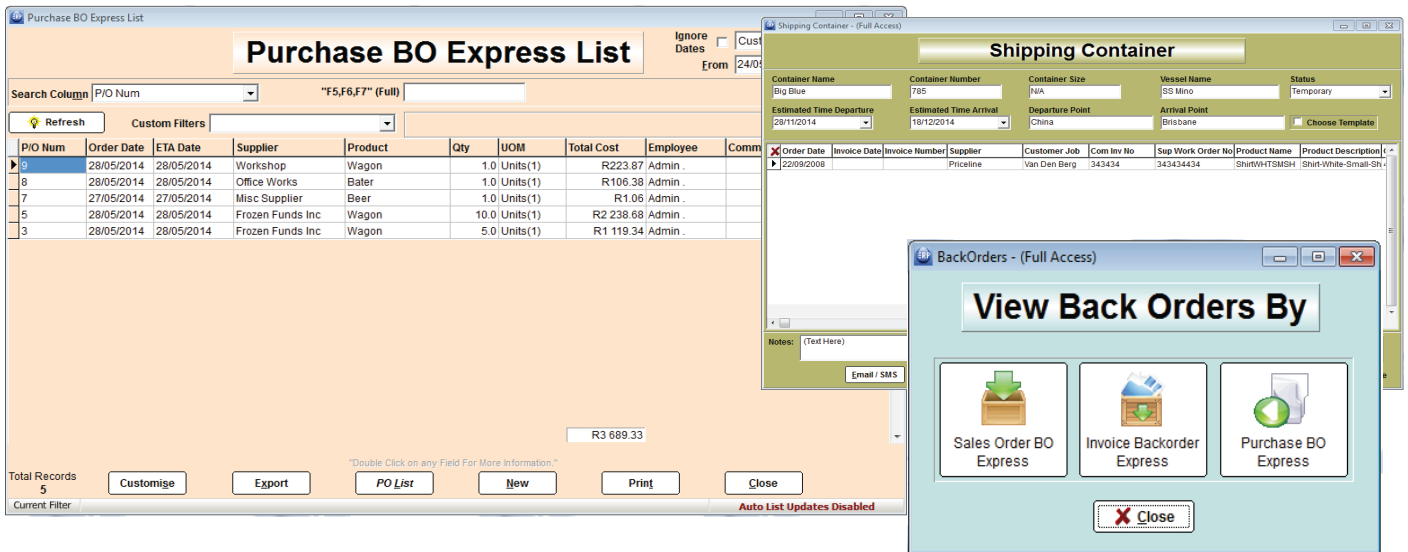 Purchase BO Express List
Purchase BO Express List
Ignore Dates
From 24/05
Search Column P/O Num "F5,F6,F7" (Full)
Refresh Custom Filters
P/O Num Order Date ETA Date Supplier Product Qty UOM Total Cost Employee Comm
9 28/05/2014 28/05/2014 Workshop Wagon 1.0 Units(1) R223.87 Admin .
8 28/05/2014 28/05/2014 Office Works Bater 1.0 Units(1) R106.38 Admin .
7 27/05/2014 27/05/2014 Misc Supplier Beer 1.0 Units(1) R1.06 Admin .
5 28/05/2014 28/05/2014 Frozen Funds Inc Wagon 10.0 Units(1) R2 238.68 Admin .
3 28/05/2014 28/05/2014 Frozen Funds Inc Wagon 5.0 Units(1) R1 119.34 Admin .
R3 689.33
"Double Click on any Field For More Information."
Total Records
5
Customise Export PO List New Print Close
Current Filter Auto List Updates Disabled
Shipping Container - (Full Access)
Shipping Container
Container Name Container Number Container Size Vessel Name Status
Big Blue 785 N/A SS Mino Temporary
Estimated Time Departure Estimated Time Arrival Departure Point Arrival Point
28/11/2014 18/12/2014 China Brisbane Choose Template
Order Date Invoice Date Invoice Number Supplier Customer Job Com Inv No Sup Work Order No Product Name Product Description
22/09/2008 Priceline Van Den Berg 343434 343434434 ShirtWHTSMSH Shirt-White-Small-Sh
Notes: (Text Here)
Email / SMS
BackOrders - (Full Access)
View Back Orders By
Sales Order BO Express
Invoice Backorder Express
Purchase BO Express
Close